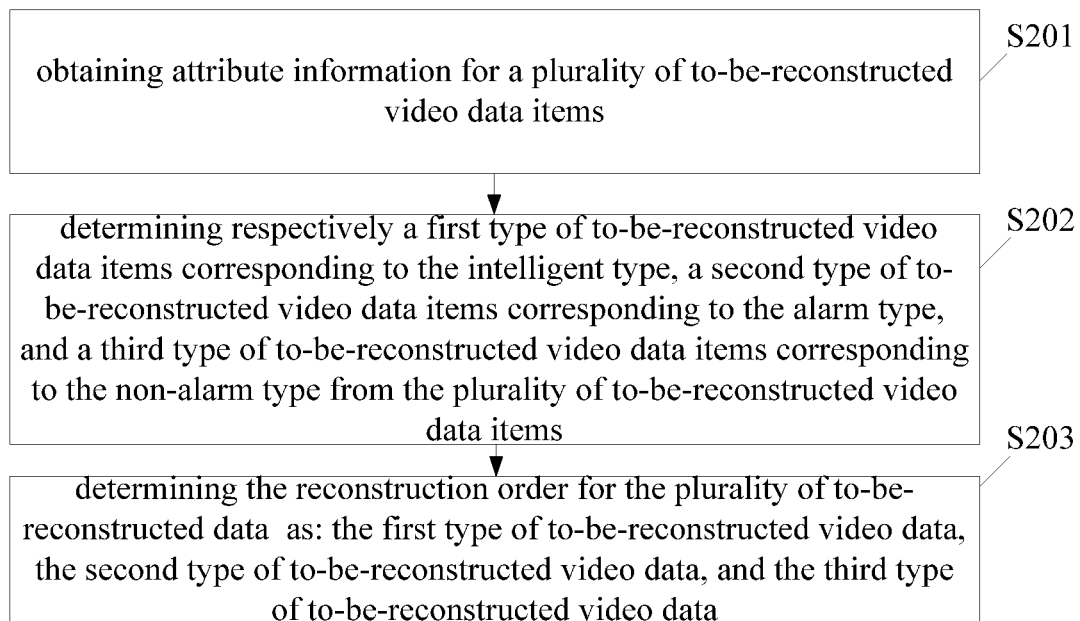 S201
obtaining attribute information for a plurality of to-be-reconstructed
video data items
S202
determining respectively a first type of to-be-reconstructed video
data items corresponding to the intelligent type, a second type of to-
be-reconstructed video data items corresponding to the alarm type,
and a third type of to-be-reconstructed video data items corresponding
to the non-alarm type from the plurality of to-be-reconstructed video
data items
S203
determining the reconstruction order for the plurality of to-be-
reconstructed data as: the first type of to-be-reconstructed video data,
the second type of to-be-reconstructed video data, and the third type
of to-be-reconstructed video data